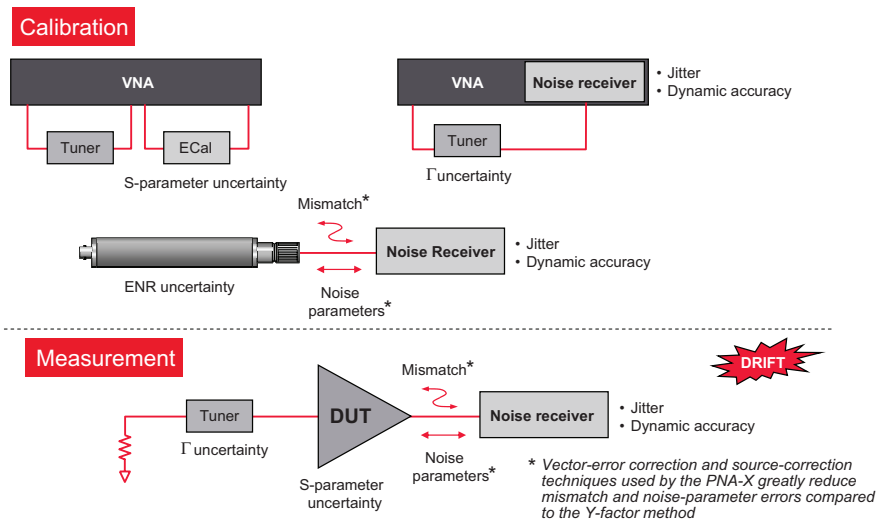 Calibration
VNA
Tuner
ECal
S-parameter uncertainty
VNA
Noise receiver
• Jitter
• Dynamic accuracy
Tuner
Γ uncertainty
Mismatch*
Noise Receiver
• Jitter
• Dynamic accuracy
ENR uncertainty
Noise
parameters*
Measurement
DRIFT
Mismatch*
Tuner
DUT
Noise receiver
• Jitter
• Dynamic accuracy
Γ uncertainty
Noise
parameters*
S-parameter
uncertainty
* Vector-error correction and source-correction
techniques used by the PNA-X greatly reduce
mismatch and noise-parameter errors compared
to the Y-factor method